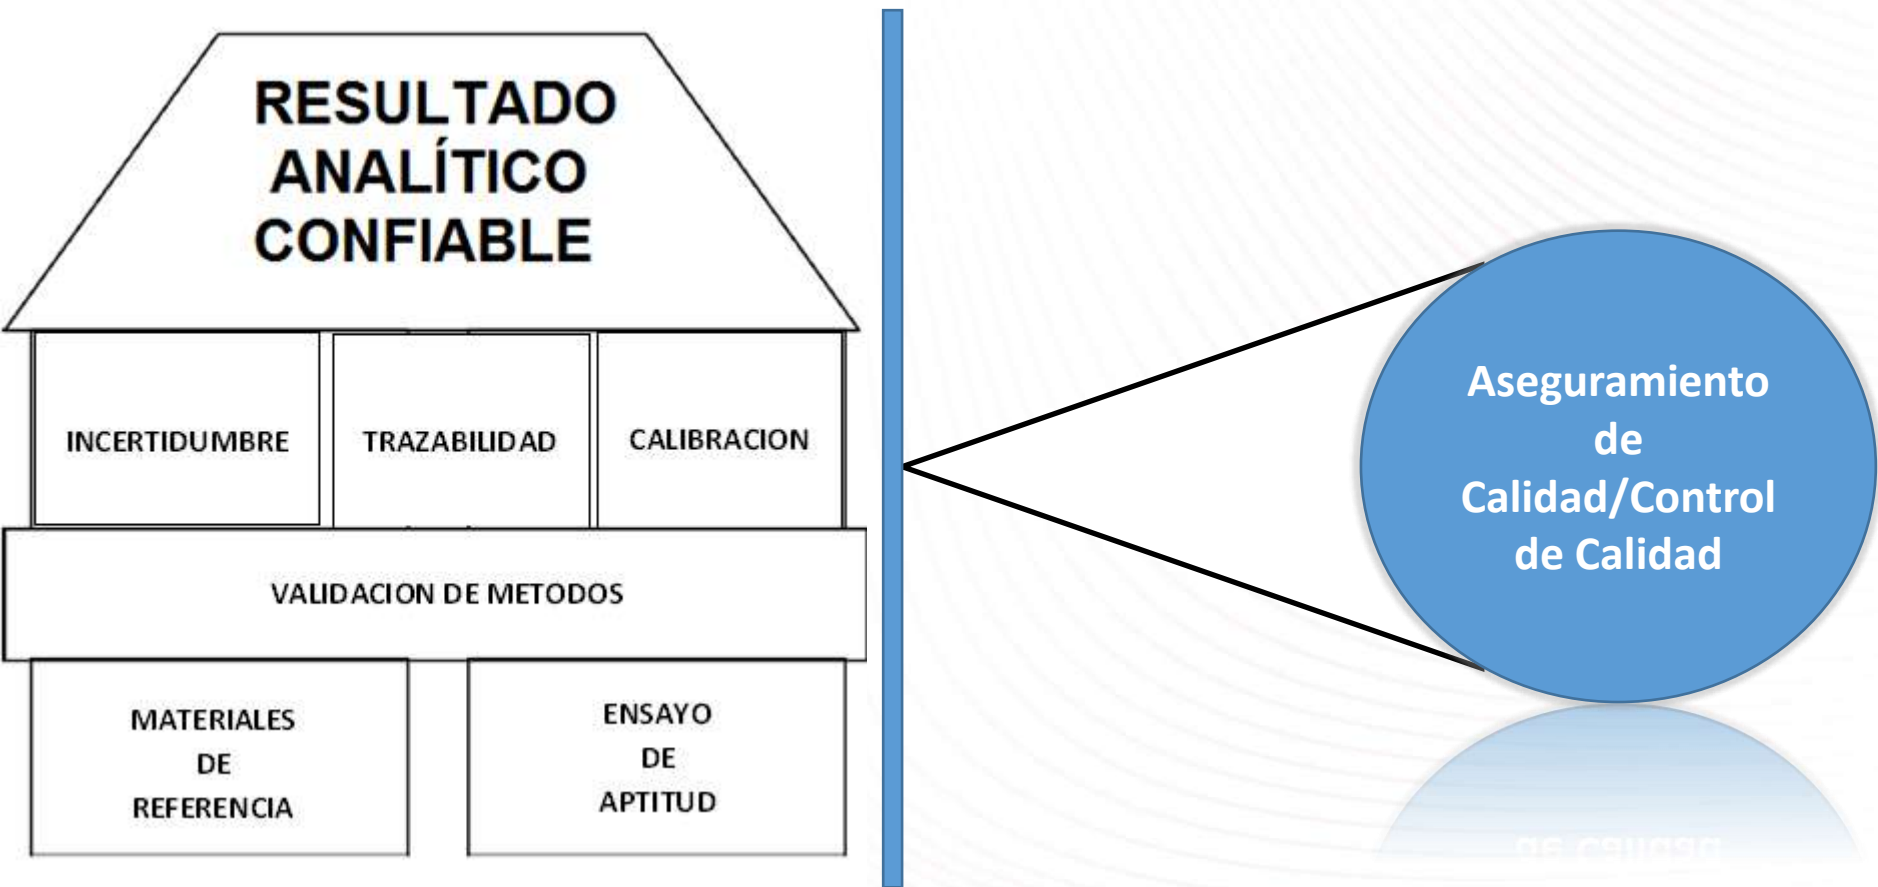 RESULTADO
ANALÍTICO
CONFIABLE
INCERTIDUMBRE
TRAZABILIDAD
CALIBRACION
VALIDACION DE METODOS
MATERIALES
DE
REFERENCIA
ENSAYO
DE
APTITUD
Aseguramiento
de
Calidad/Control
de Calidad